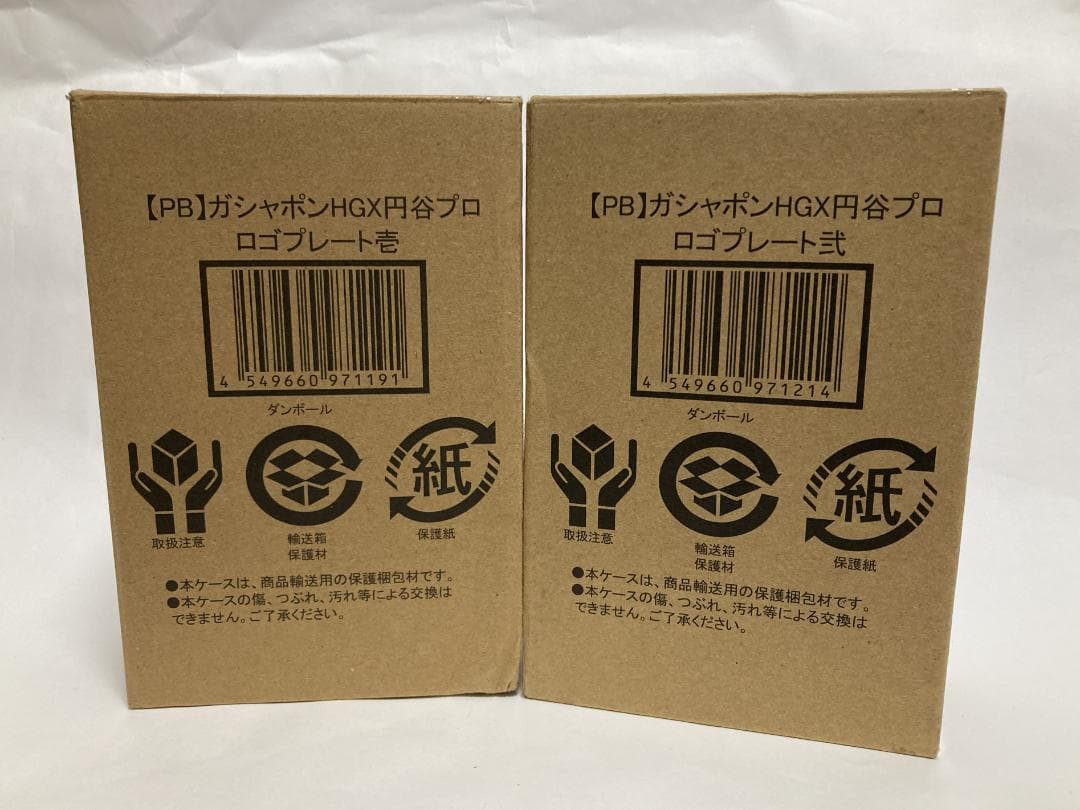 【PB】ガシャポンHGX円谷プロ
ロゴプレート壱
4 549660 971191
ダンボール
紙
取扱注意
輸送箱
保護材
保護紙
●本ケースは、商品輸送用の保護梱包材です。
●本ケースの傷、つぶれ、汚れ等による交換は
できません。ご了承ください。
【PB】ガシャポンHGX円谷プロ
ロゴプレート弐
4 549660 971214
ダンボール
紙
取扱注意
輸送箱
保護材
保護紙
●本ケースは、商品輸送用の保護梱包材です。
●本ケースの傷、つぶれ、汚れ等による交換は
できません。ご了承ください。